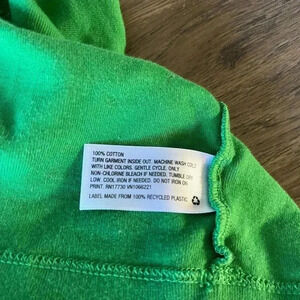 100% COTTON
TURN GARMENT INSIDE OUT. MACHINE WASH COLD
WITH LIKE COLORS. GENTLE CYCLE. ONLY
NON-CHLORINE BLEACH IF NEEDED. TUMBLE DRY
LOW. COOL IRON IF NEEDED. DO NOT IRON ON
PRINT. RN17730 VN1066221
LABEL MADE FROM 100% RECYCLED PLASTIC